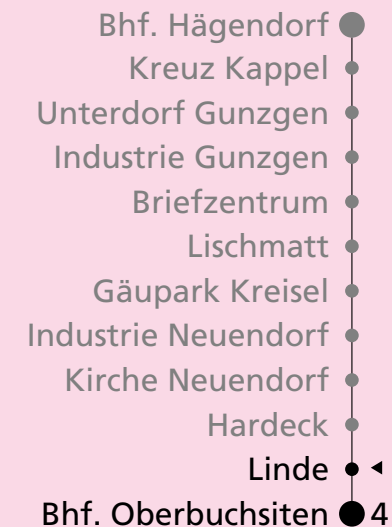 Bhf. Hägendorf
Kreuz Kappel
Unterdorf Gunzgen
Industrie Gunzgen
Briefzentrum
Lischmatt
Gäupark Kreisel
Industrie Neuendorf
Kirche Neuendorf
Hardeck
Linde
Bhf. Oberbuchsiten 4